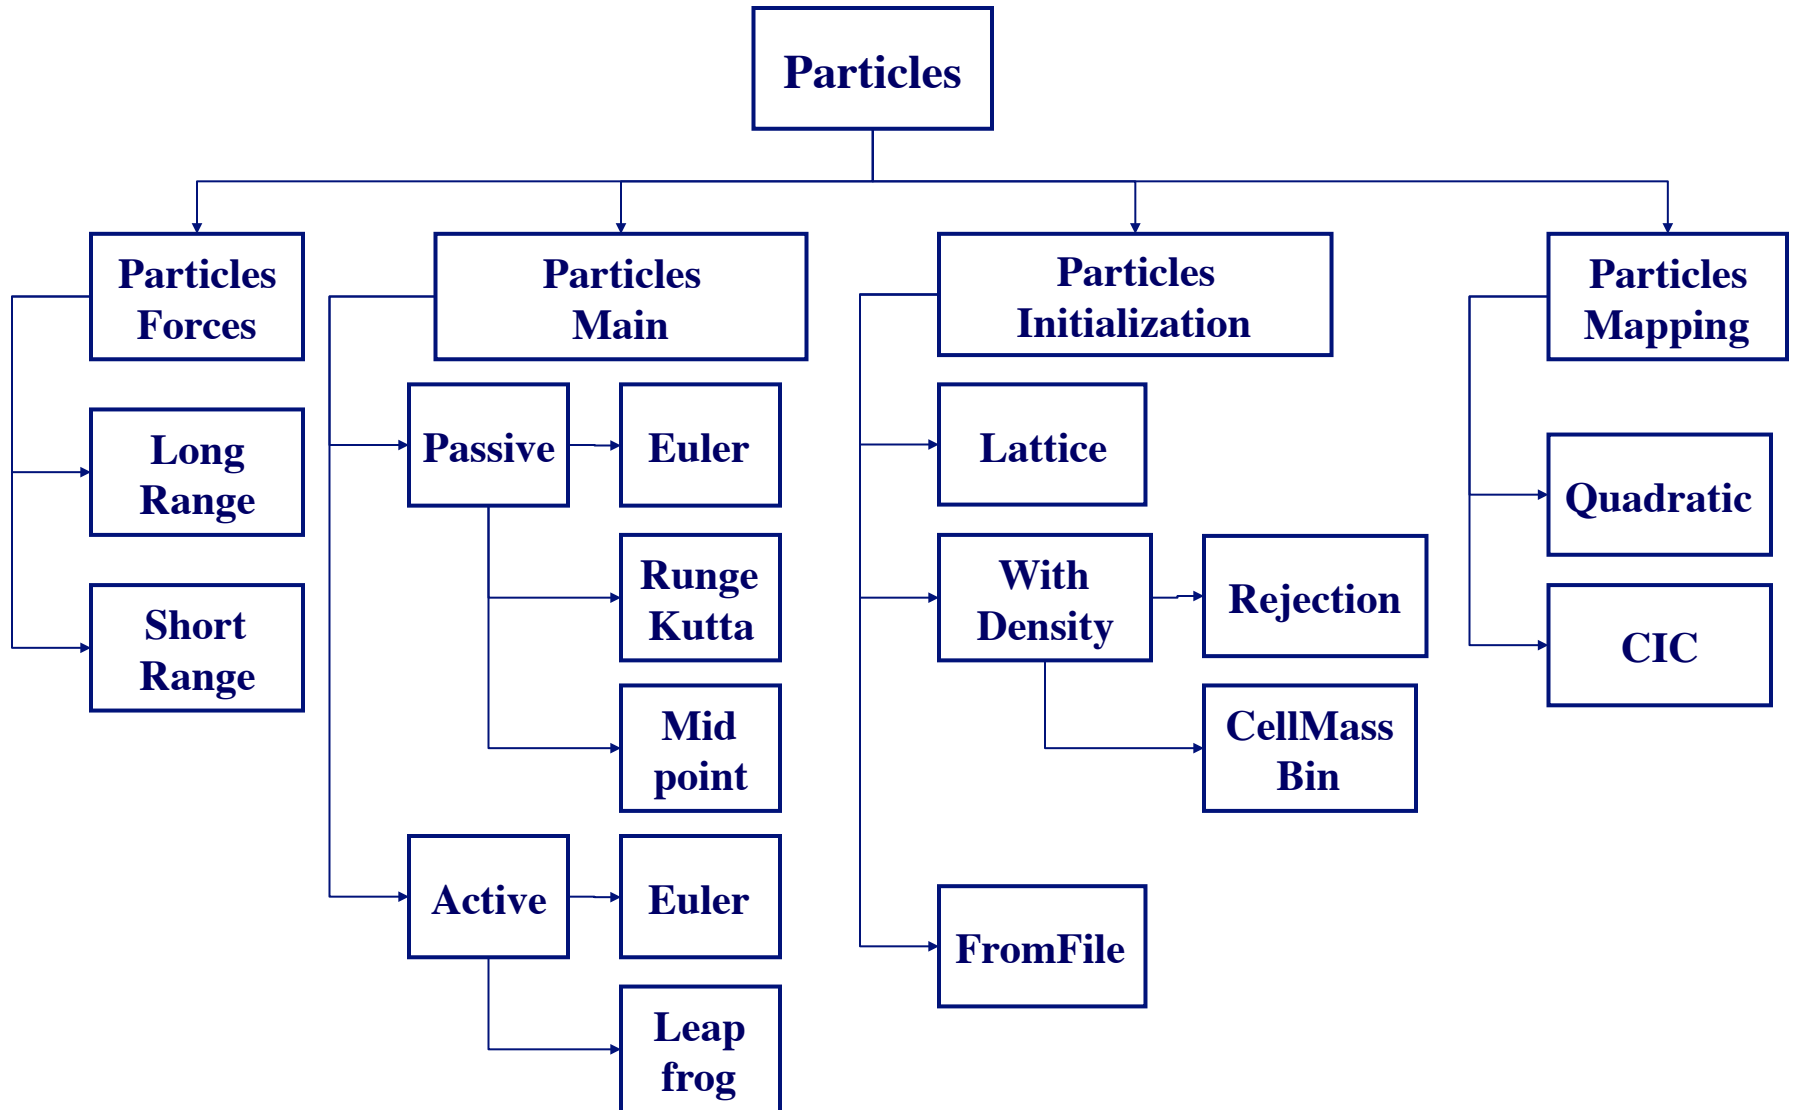 Particles
Particles
Forces
Particles
Main
Particles
Initialization
Particles
Mapping
Long
Range
Short
Range
Passive
Euler
Runge
Kutta
Mid
point
Active
Euler
Leap
frog
Lattice
With
Density
Rejection
CellMass
Bin
FromFile
Quadratic
CIC